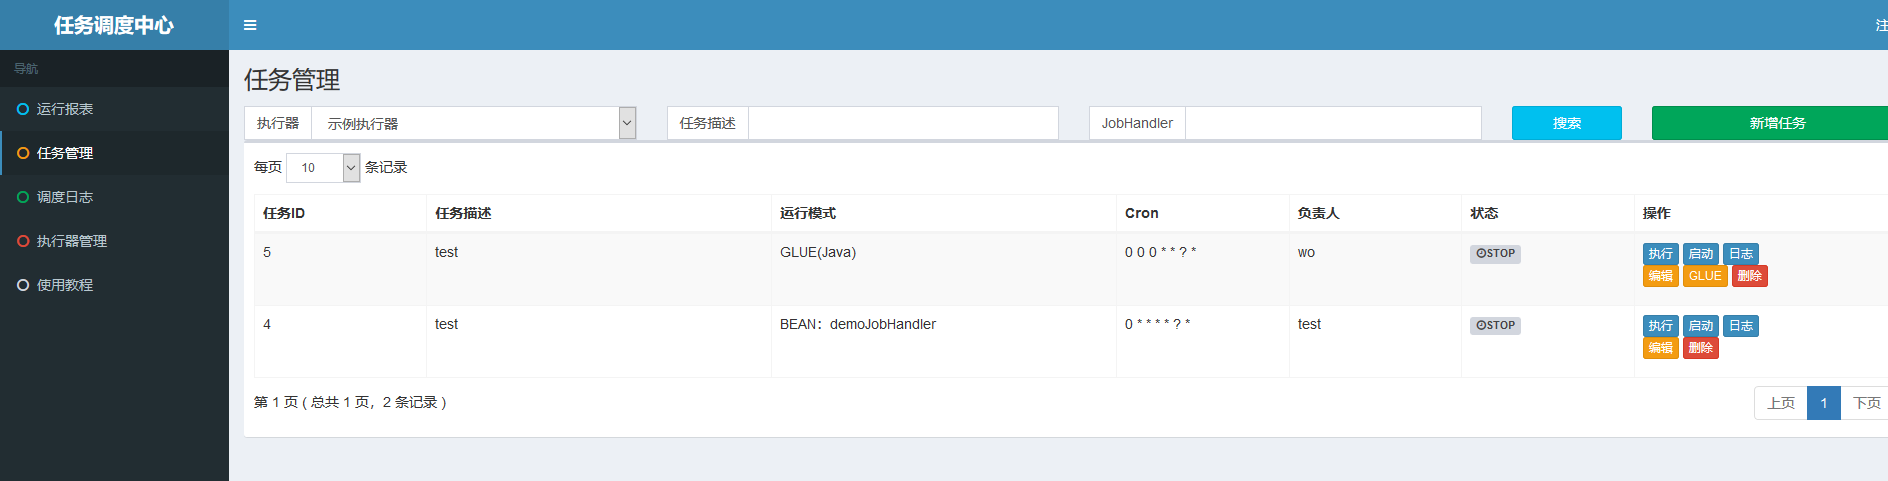 任务调度中心
注
导航
运行报表
任务管理
调度日志
执行器管理
使用教程
任务管理
执行器 示例执行器 任务描述 JobHandler 搜索 新增任务
每页 10 条记录
任务ID 任务描述 运行模式 Cron 负责人 状态 操作
5 test GLUE(Java) 0 0 0 * * ? * wo STOP 执行 启动 日志
编辑 GLUE 删除
4 test BEAN：demoJobHandler 0 * * * * ? * test STOP 执行 启动 日志
编辑 删除
第 1 页 ( 总共 1 页，2 条记录 ) 上页 1 下页